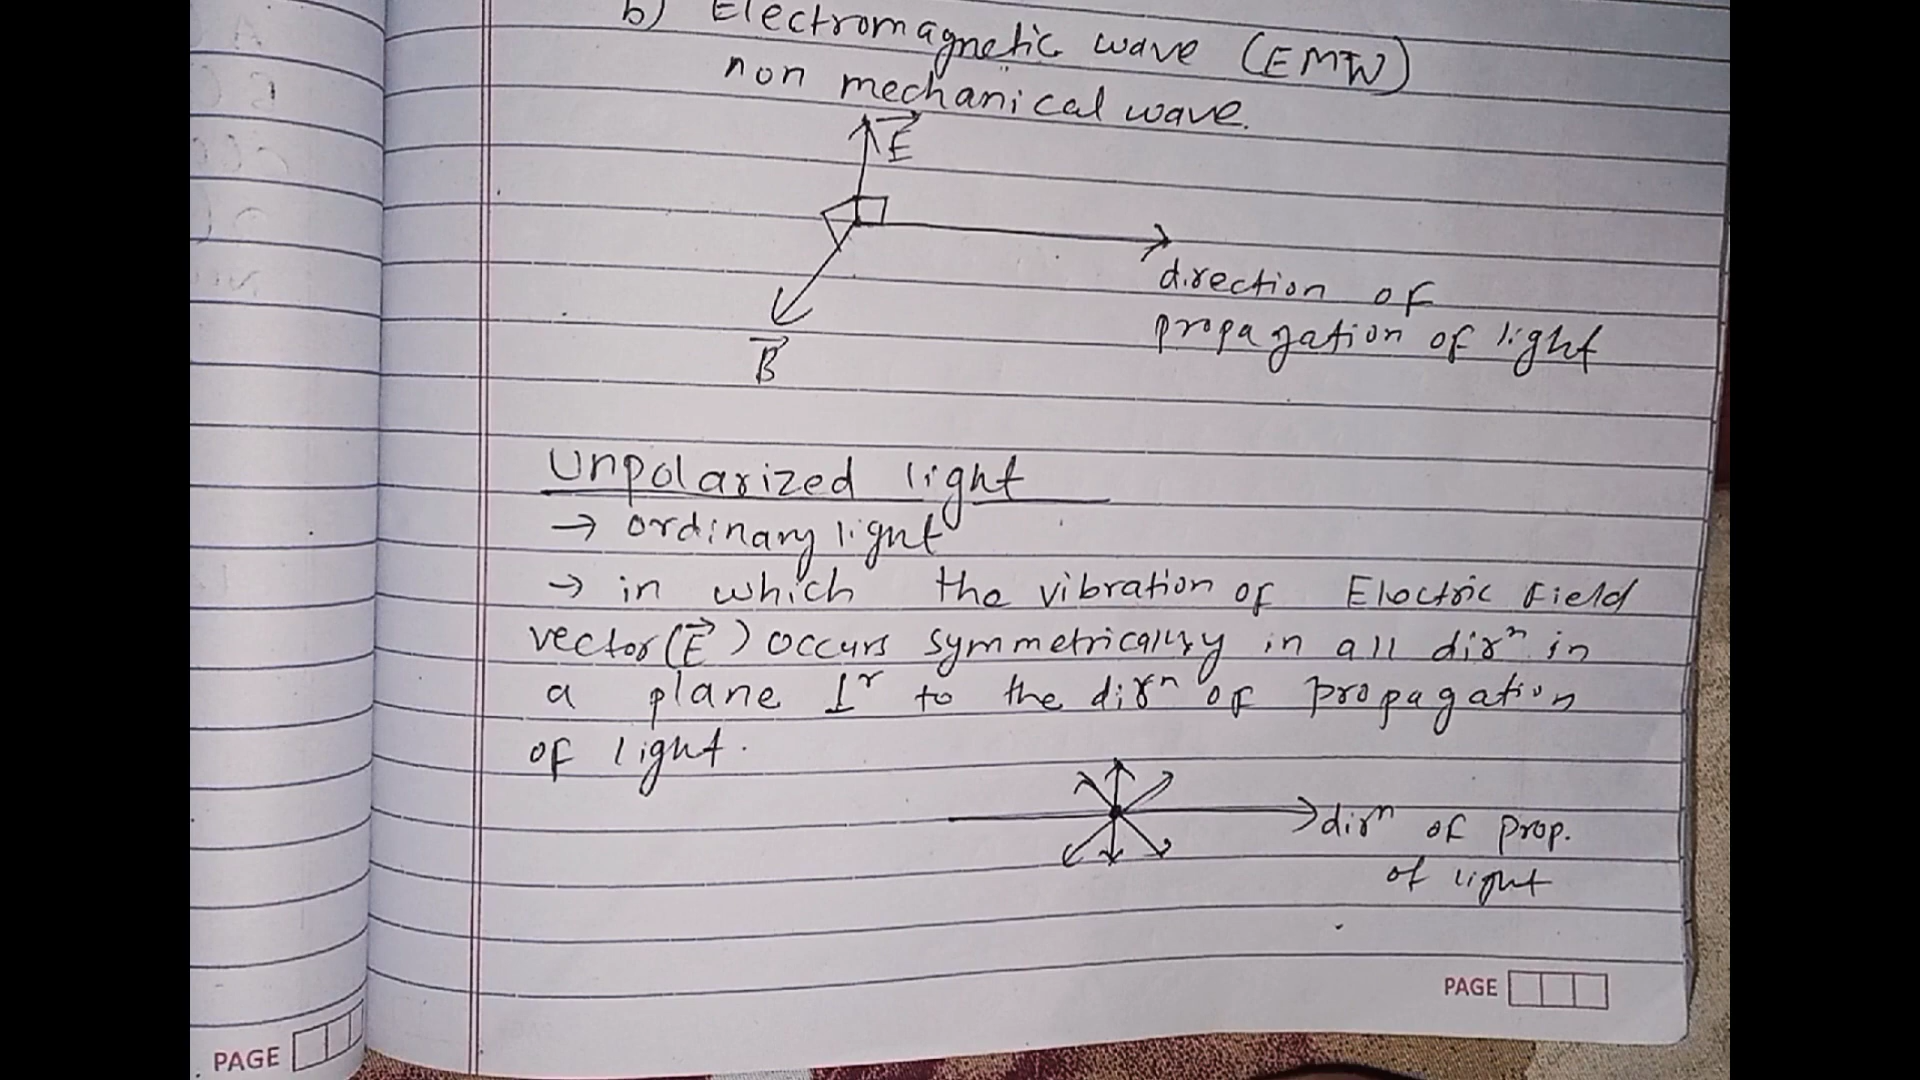 b) Electromagnetic wave (EMW)
non mechanical wave.
E
direction of
propagation of light
B
Unpolarized light
→ ordinary light
→ in which the vibration of Electric Field
vector (E) occurs symmetrically in all dirⁿ in
a plane ⊥ʳ to the dirⁿ of propagation
of light.
dirⁿ of prop.
of light
PAGE
PAGE